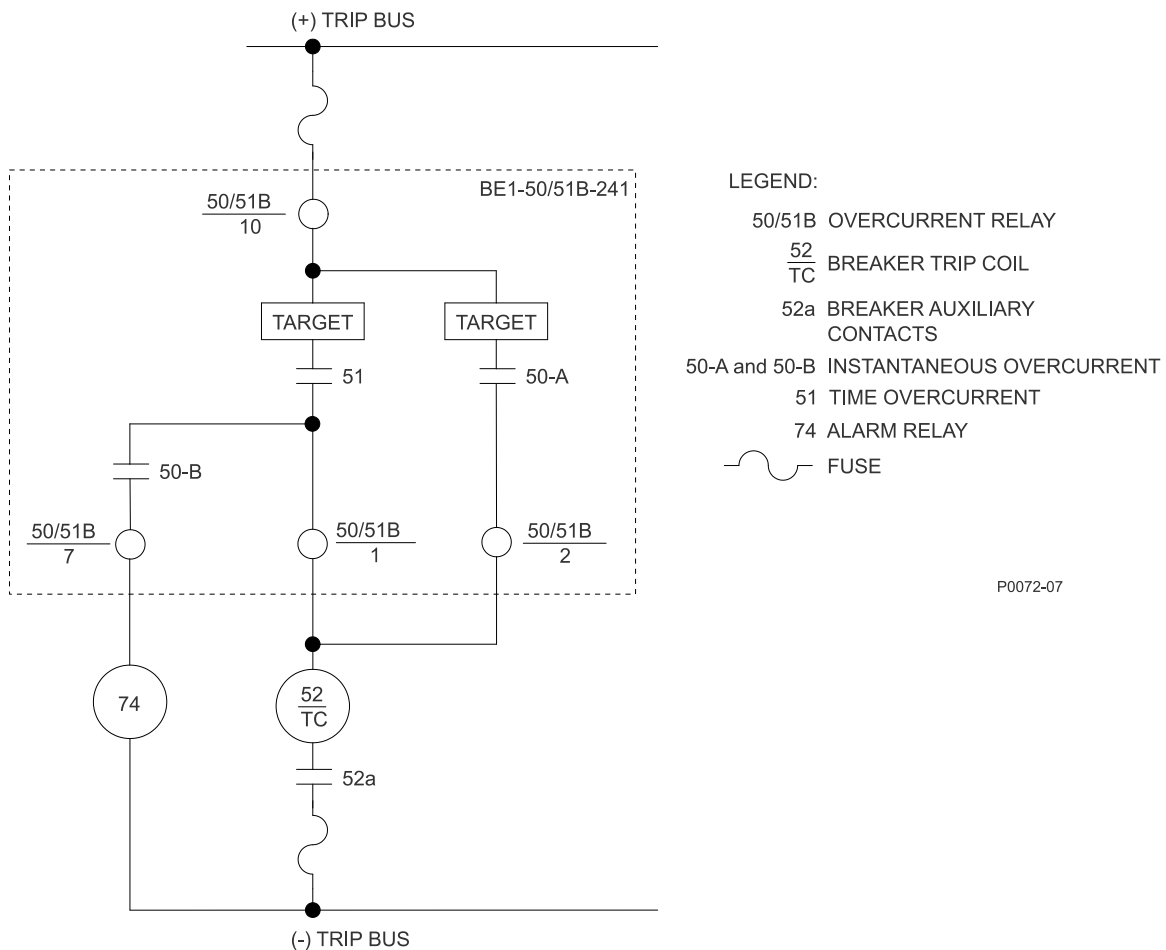 (+) TRIP BUS
BE1-50/51B-241
50/51B
10
TARGET
TARGET
51
50-A
50-B
50/51B
7
50/51B
1
50/51B
2
74
52
TC
52a
(-) TRIP BUS
LEGEND:
50/51B OVERCURRENT RELAY
52
TC
BREAKER TRIP COIL
52a BREAKER AUXILIARY
CONTACTS
50-A and 50-B INSTANTANEOUS OVERCURRENT
51 TIME OVERCURRENT
74 ALARM RELAY
FUSE
P0072-07